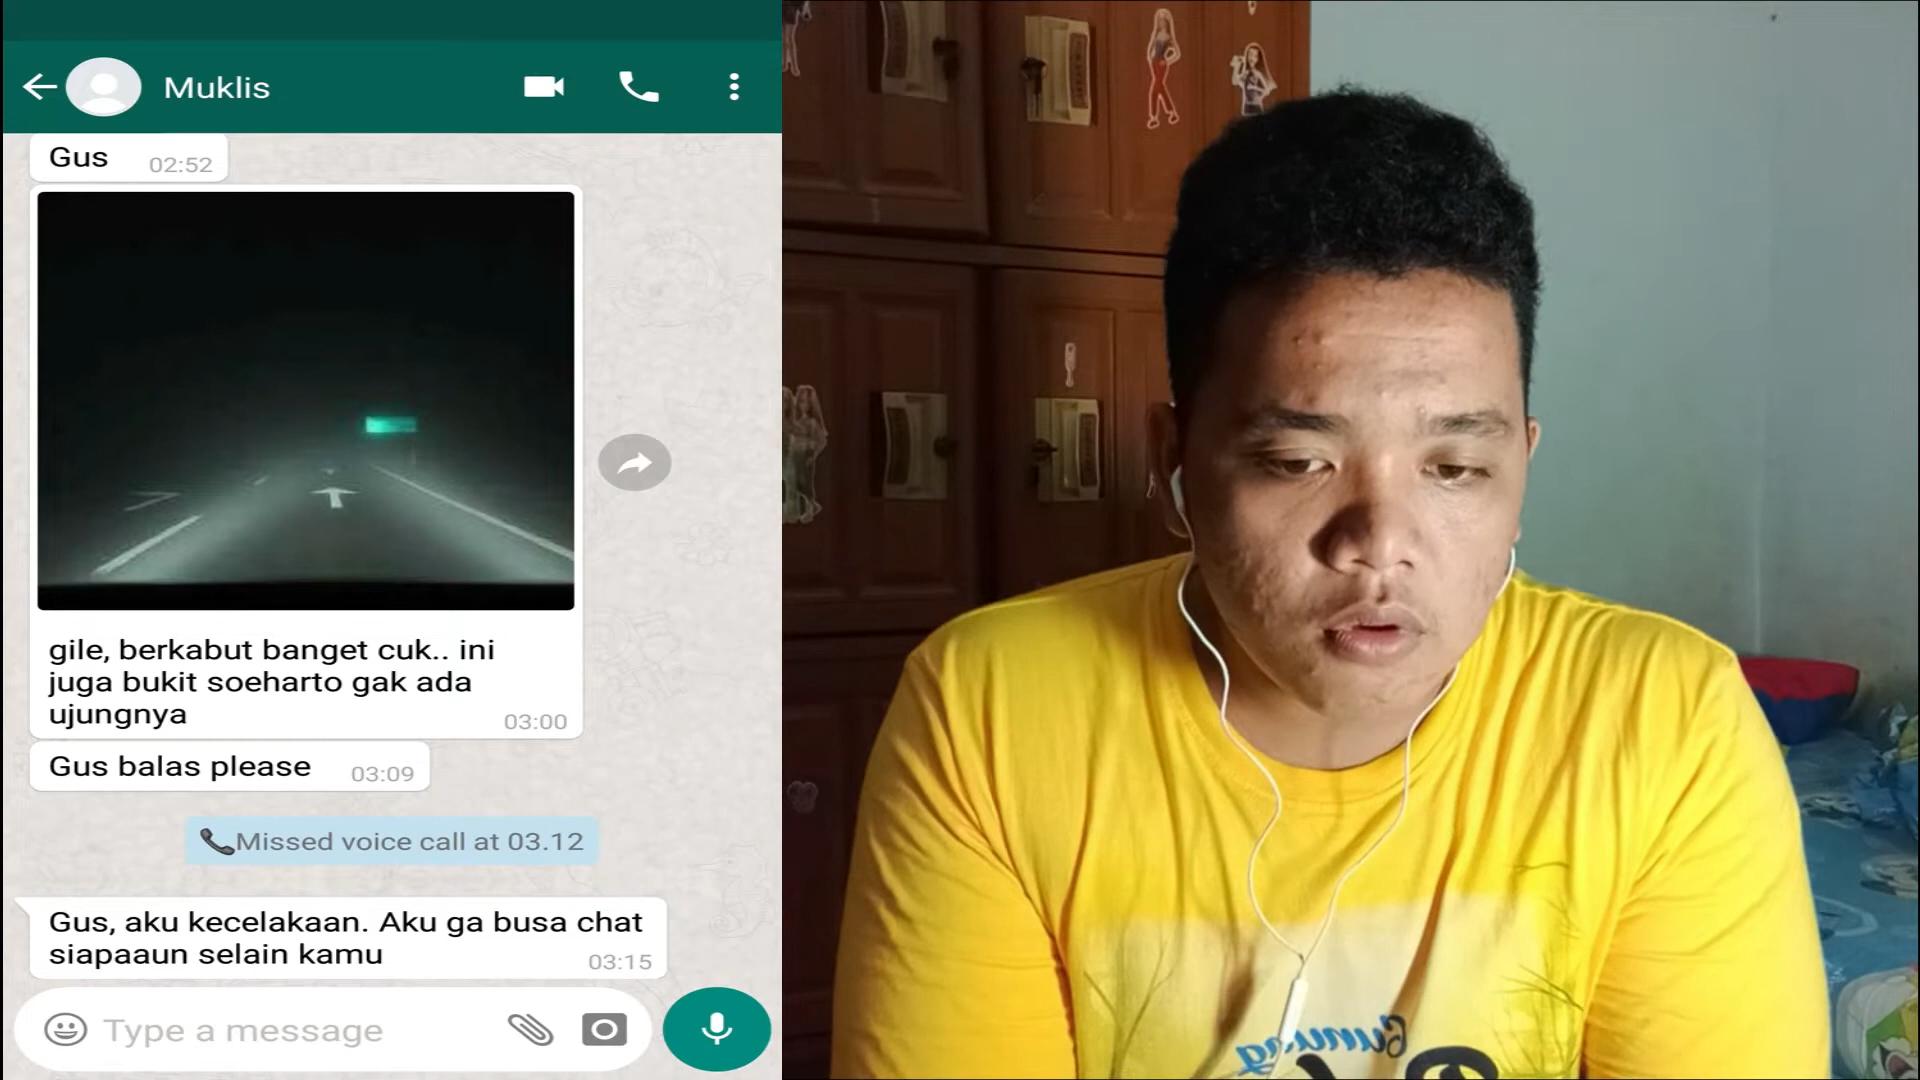 Muklis
Gus 02:52
gile, berkabut banget cuk.. ini
juga bukit soeharto gak ada
ujungnya 03:00
Gus balas please 03:09
Missed voice call at 03.12
Gus, aku kecelakaan. Aku ga busa chat
siapaaun selain kamu 03:15
Type a message